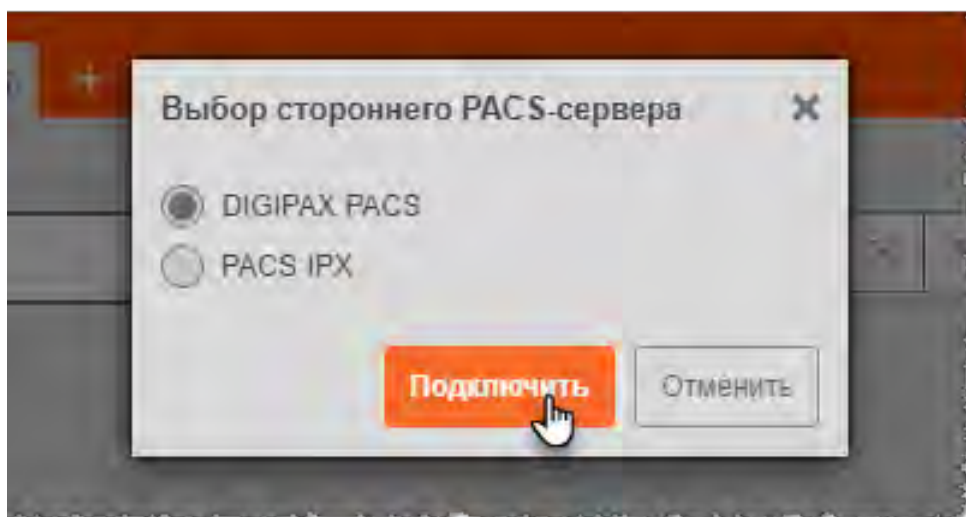 Выбор стороннего PACS-сервера
DIGIPAX PACS
PACS IPX
Подключить
Отменить